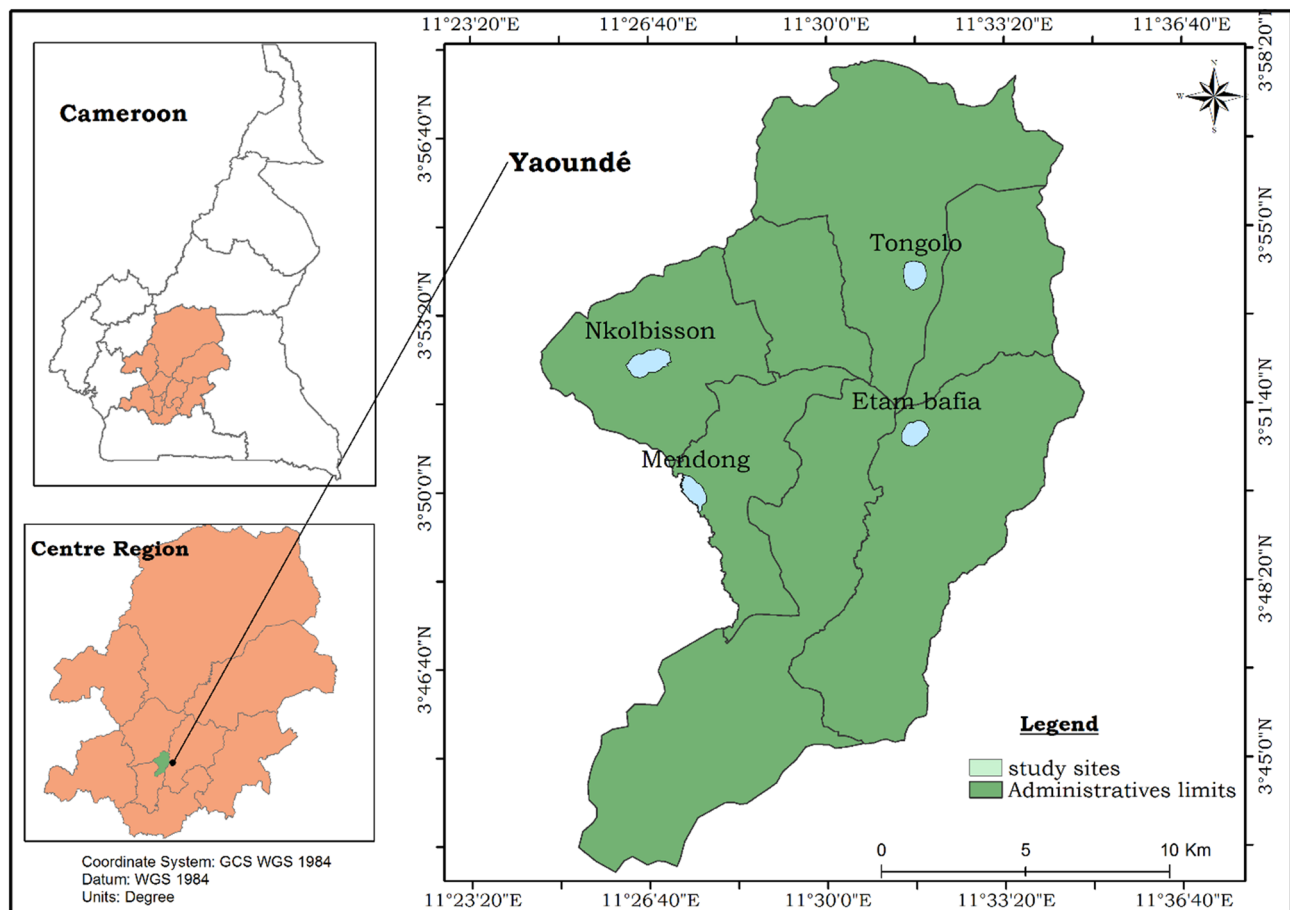 11°23'20"E 11°26'40"E 11°30'0"E 11°33'20"E 11°36'40"E
Cameroon
Yaoundé
N
W E
S
3°58'20"N
3°56'40"N
3°55'0"N
3°53'20"N
3°51'40"N
3°50'0"N
3°48'20"N
3°46'40"N
3°45'0"N
Tongolo
Nkolbisson
Etam bafia
Mendong
Centre Region
Legend
study sites
Administratives limits
0 5 10 Km
Coordinate System: GCS WGS 1984
Datum: WGS 1984
Units: Degree
11°23'20"E 11°26'40"E 11°30'0"E 11°33'20"E 11°36'40"E